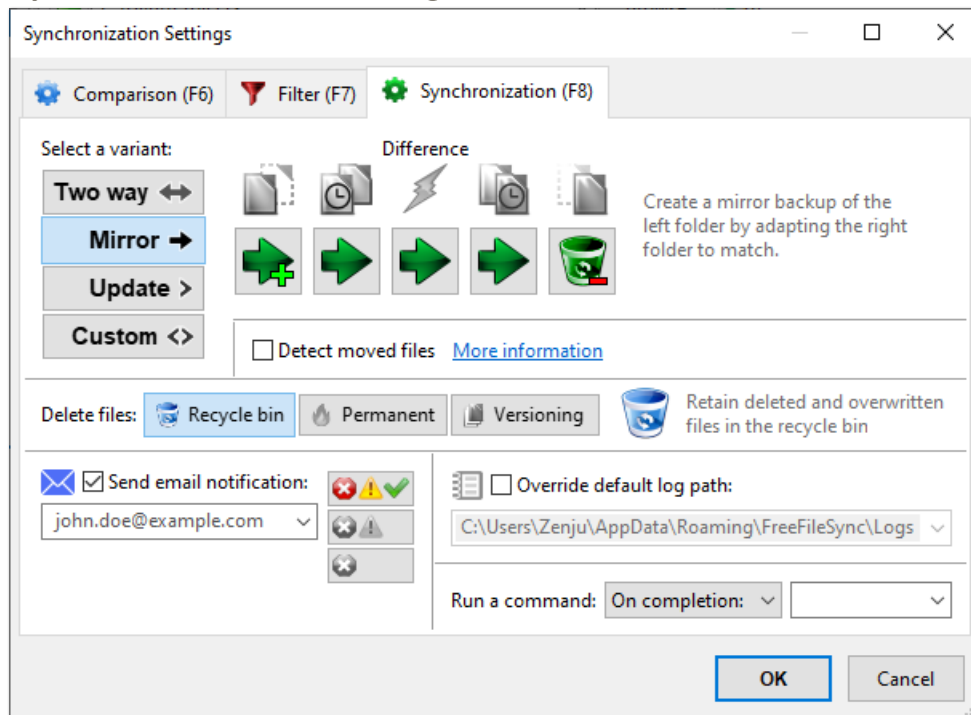 Synchronization Settings
Comparison (F6)
Filter (F7)
Synchronization (F8)
Select a variant:
Difference
Two way
Mirror
Update >
Custom <>
Create a mirror backup of the
left folder by adapting the right
folder to match.
Detect moved files
More information
Delete files:
Recycle bin
Permanent
Versioning
Retain deleted and overwritten
files in the recycle bin
Send email notification:
john.doe@example.com
Override default log path:
C:\Users\Zenju\AppData\Roaming\FreeFileSync\Logs
Run a command:
On completion:
OK
Cancel